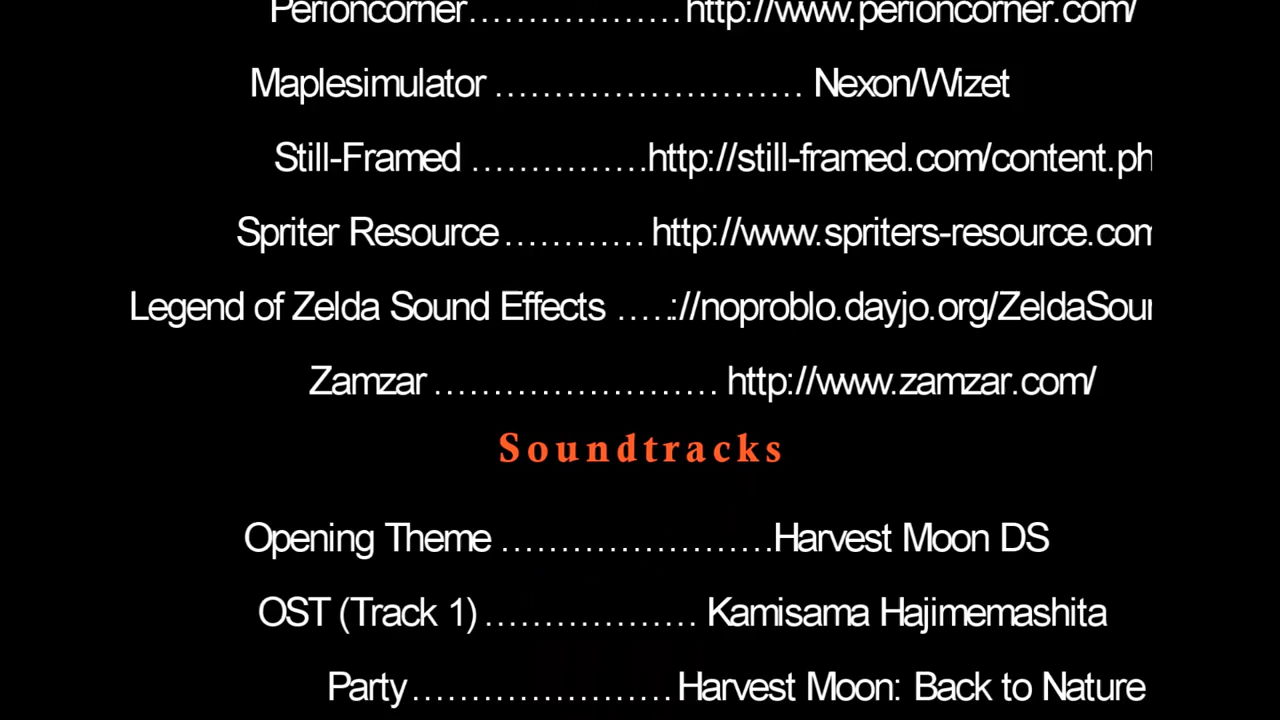 Perioncorner..................http://www.perioncorner.com/
Maplesimulator .......................... Nexon/Wizet
Still-Framed ...............http://still-framed.com/content.ph
Spriter Resource............ http://www.spriters-resource.com
Legend of Zelda Sound Effects .....://noproblo.dayjo.org/ZeldaSour
Zamzar........................ http://www.zamzar.com/
Soundtracks
Opening Theme .......................Harvest Moon DS
OST (Track 1).................. Kamisama Hajimemashita
Party......................Harvest Moon: Back to Nature